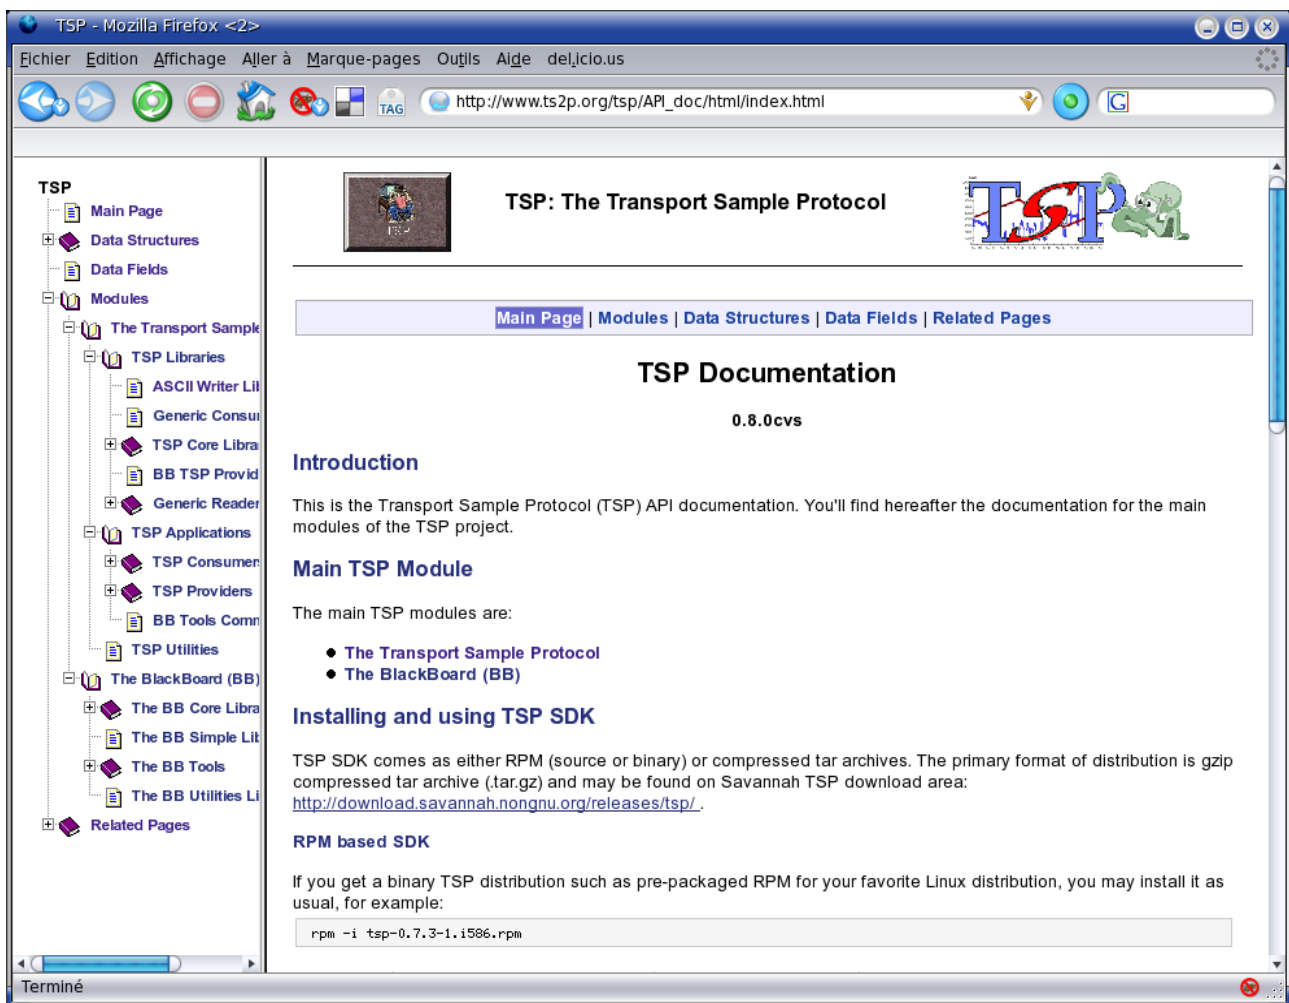 TSP - Mozilla Firefox <2>
Fichier Edition Affichage Aller à Marque-pages Outils Aide del.icio.us
TAG http://www.ts2p.org/tsp/API_doc/html/index.html G
TSP
Main Page
Data Structures
Data Fields
Modules
The Transport Sample
TSP Libraries
ASCII Writer Lib
Generic Consu
TSP Core Libra
BB TSP Provid
Generic Reader
TSP Applications
TSP Consumer
TSP Providers
BB Tools Comm
TSP Utilities
The BlackBoard (BB)
The BB Core Libra
The BB Simple Lib
The BB Tools
The BB Utilities Li
Related Pages
TSP
TSP: The Transport Sample Protocol
TSP
Main Page | Modules | Data Structures | Data Fields | Related Pages
TSP Documentation
0.8.0cvs
Introduction
This is the Transport Sample Protocol (TSP) API documentation. You'll find hereafter the documentation for the main
modules of the TSP project.
Main TSP Module
The main TSP modules are:
The Transport Sample Protocol
The BlackBoard (BB)
Installing and using TSP SDK
TSP SDK comes as either RPM (source or binary) or compressed tar archives. The primary format of distribution is gzip
compressed tar archive (.tar.gz) and may be found on Savannah TSP download area:
http://download.savannah.nongnu.org/releases/tsp/ .
RPM based SDK
If you get a binary TSP distribution such as pre-packaged RPM for your favorite Linux distribution, you may install it as
usual, for example:
rpm -i tsp-0.7.3-1.i586.rpm
Terminé